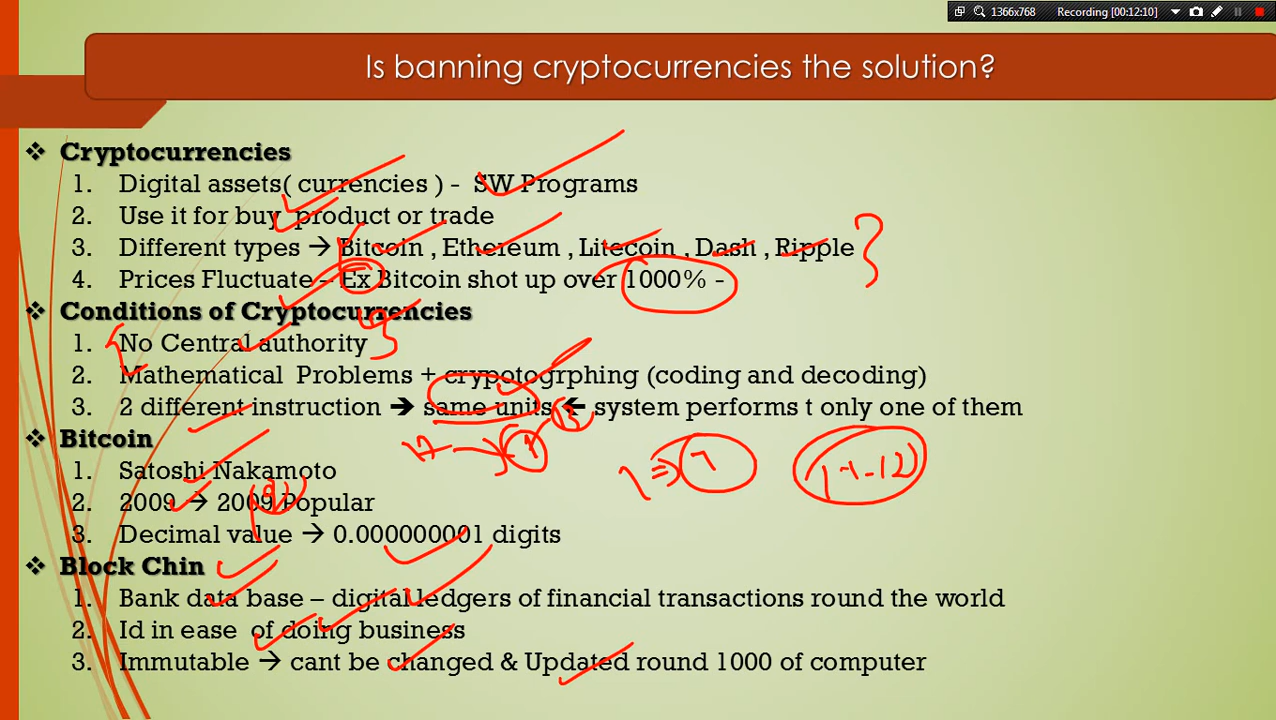 1366x768 Recording [00:12:10]
Is banning cryptocurrencies the solution?
❖ Cryptocurrencies
1. Digital assets( currencies ) - SW Programs
2. Use it for buy product or trade
3. Different types → Bitcoin , Ethereum , Litecoin , Dash , Ripple
4. Prices Fluctuate – Ex Bitcoin shot up over 1000% -
❖ Conditions of Cryptocurrencies
1. No Central authority
2. Mathematical Problems + crypotogrphing (coding and decoding)
3. 2 different instruction → same units ← system performs t only one of them
❖ Bitcoin
1. Satoshi Nakamoto
2. 2009 → 2009 Popular
3. Decimal value → 0.000000001 digits
❖ Block Chin
1. Bank data base – digital ledgers of financial transactions round the world
2. Id in ease of doing business
3. Immutable → cant be changed & Updated round 1000 of computer